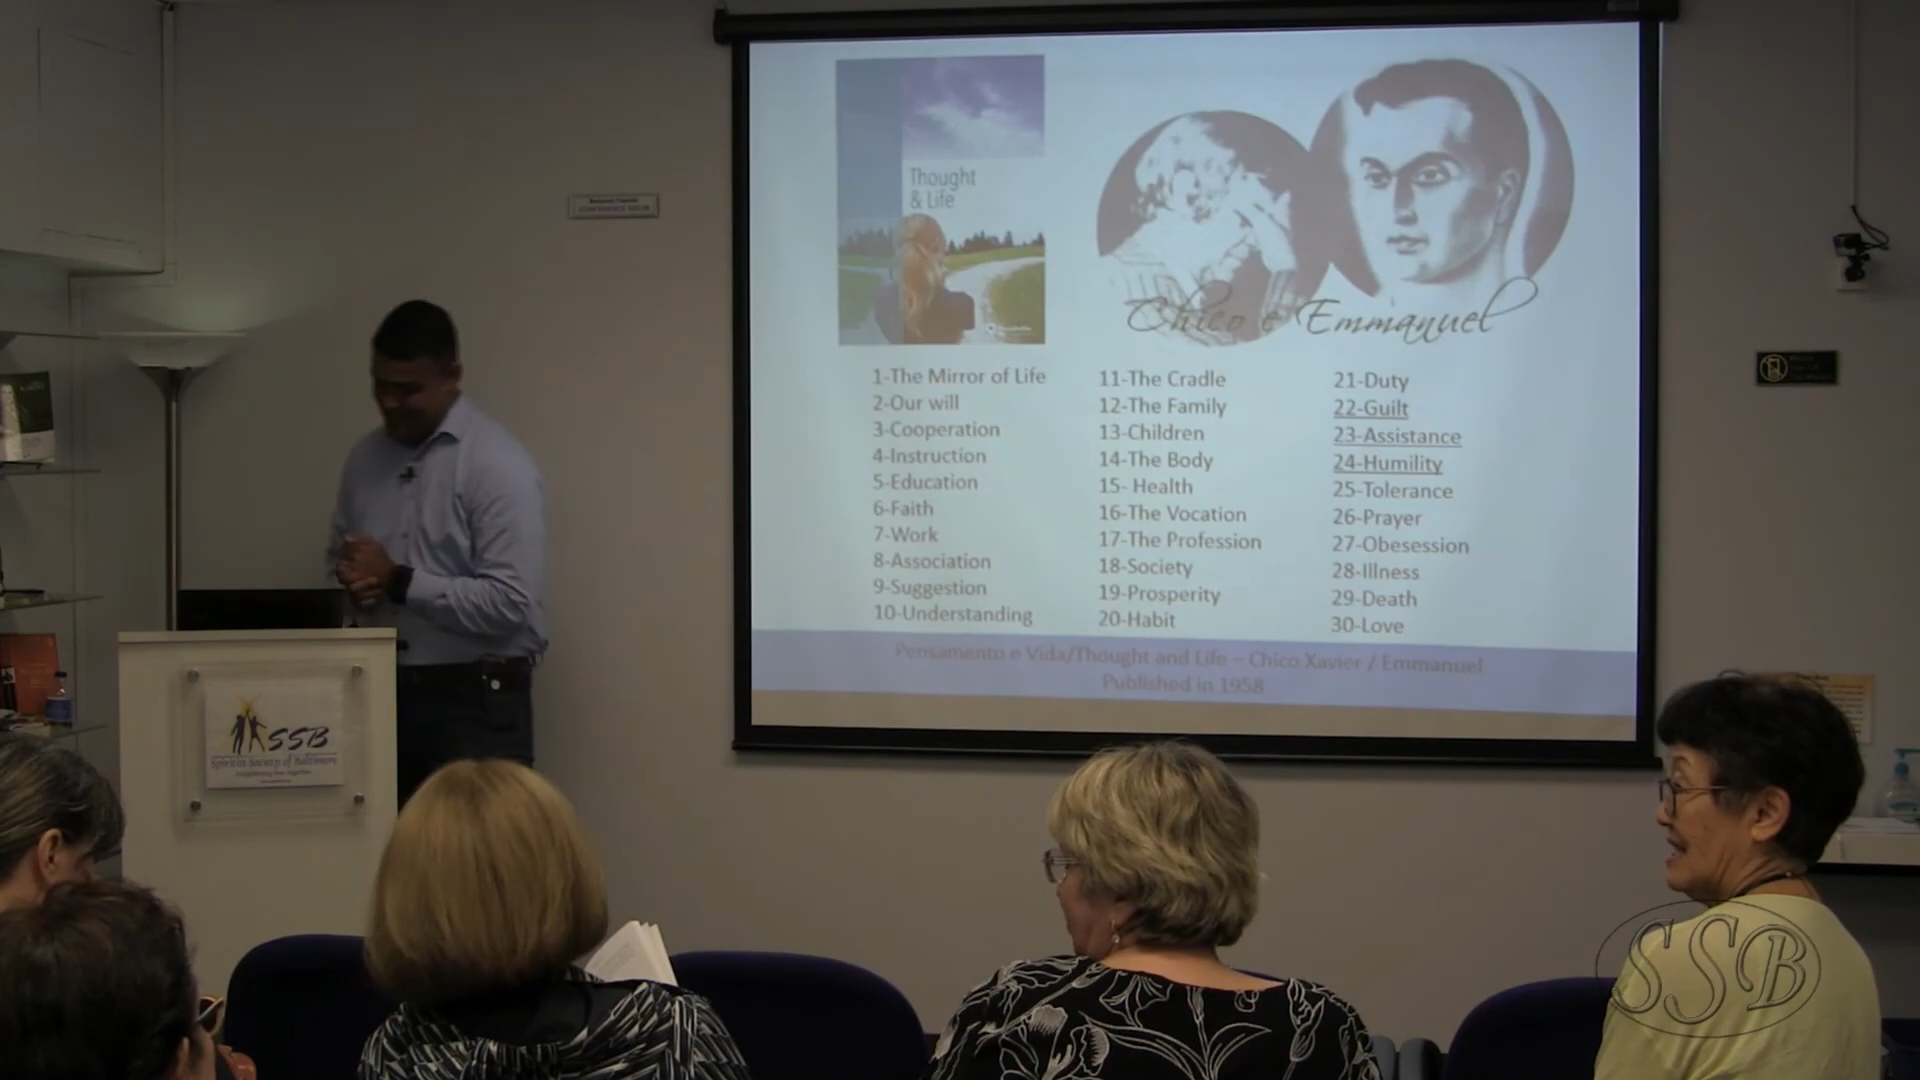 Thought
& Life
Chico e Emmanuel
1-The Mirror of Life
2-Our will
3-Cooperation
4-Instruction
5-Education
6-Faith
7-Work
8-Association
9-Suggestion
10-Understanding
11-The Cradle
12-The Family
13-Children
14-The Body
15- Health
16-The Vocation
17-The Profession
18-Society
19-Prosperity
20-Habit
21-Duty
22-Guilt
23-Assistance
24-Humility
25-Tolerance
26-Prayer
27-Obesession
28-Illness
29-Death
30-Love
Pensamento e Vida/Thought and Life – Chico Xavier / Emmanuel
Published in 1958
CONFERENCE ROOM
SSB
Spiritist Society of Baltimore
SSB